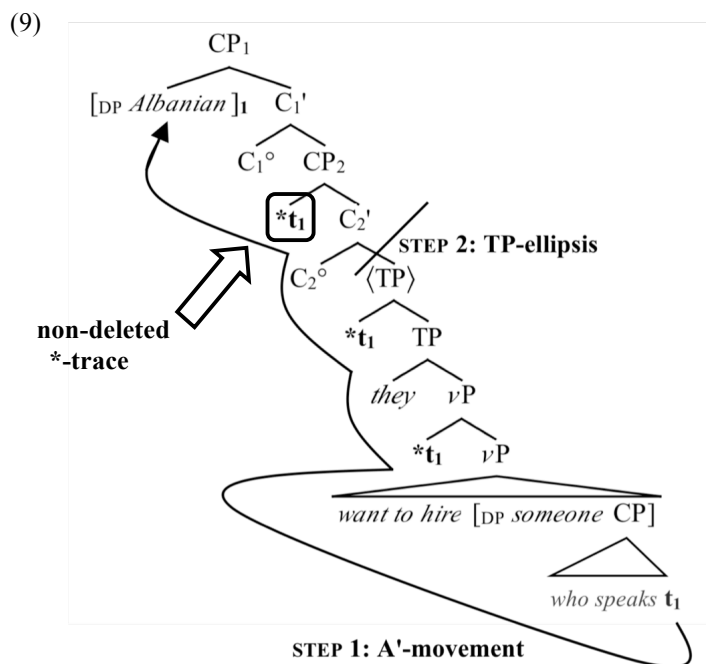 (9)
CP₁
[DP Albanian ]₁ C₁'
C₁° CP₂
*t₁ C₂'
STEP 2: TP-ellipsis
C₂° ⟨TP⟩
non-deleted
*-trace
*t₁ TP
they vP
*t₁ vP
want to hire [DP someone CP]
who speaks t₁
STEP 1: A'-movement